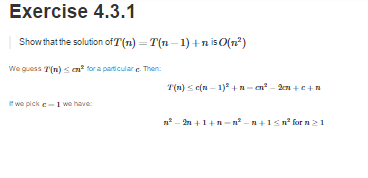 Exercise 4.3.1
Show that the solution of T(n) = T(n − 1) + n is O(n²)
We guess T(n) ≤ cn² for a particular c. Then:
T(n) ≤ c(n − 1)² + n = cn² − 2cn + c + n
If we pick c = 1 we have:
n² − 2n + 1 + n = n² − n + 1 ≤ n² for n ≥ 1